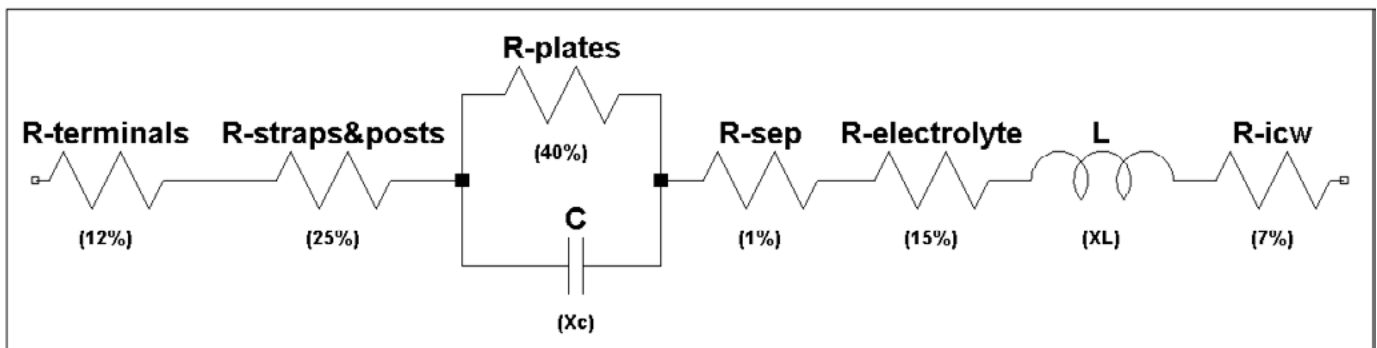 R-plates
(40%)
R-terminals
R-straps&posts
R-sep
R-electrolyte
L
R-icw
(12%)
(25%)
C
(Xc)
(1%)
(15%)
(XL)
(7%)